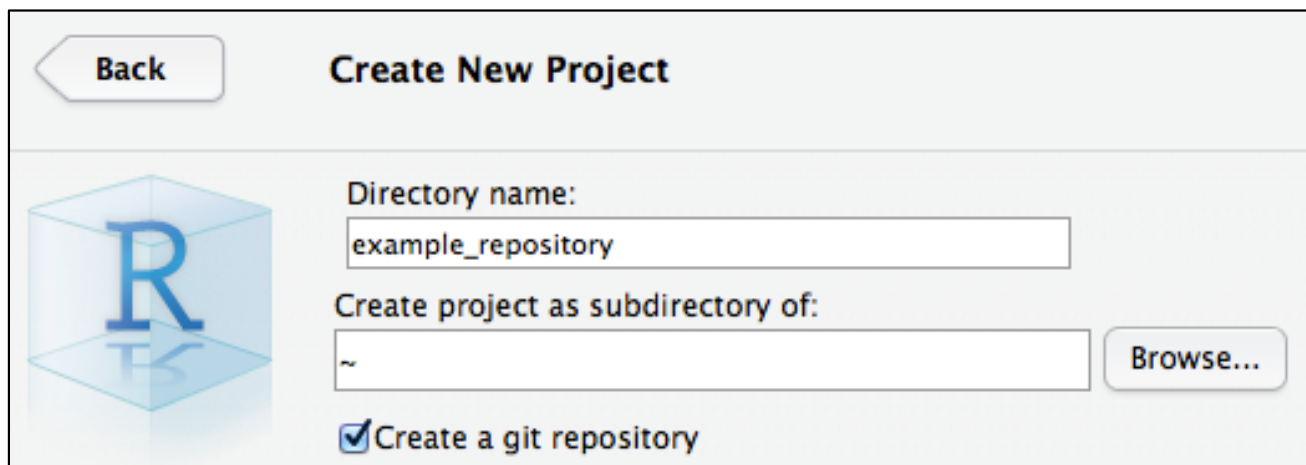 Back
Create New Project
R
Directory name:
example_repository
Create project as subdirectory of:
~
Browse...
Create a git repository